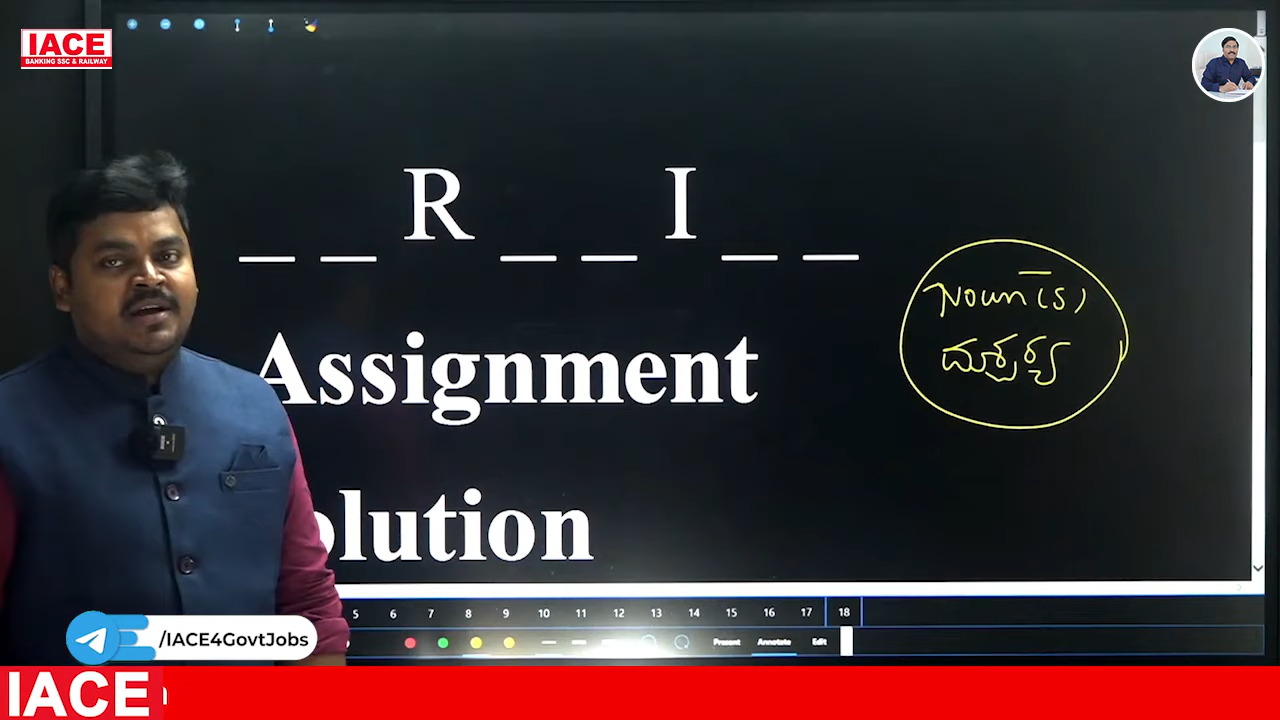 IACE
BANKING SSC & RAILWAY
_ _ R _ _ I _ _
Assignment
olution
Noun (s)
5 6 7 8 9 10 11 12 13 14 15 16 17 18
Present Annotate Edit
/IACE4GovtJobs
IACE